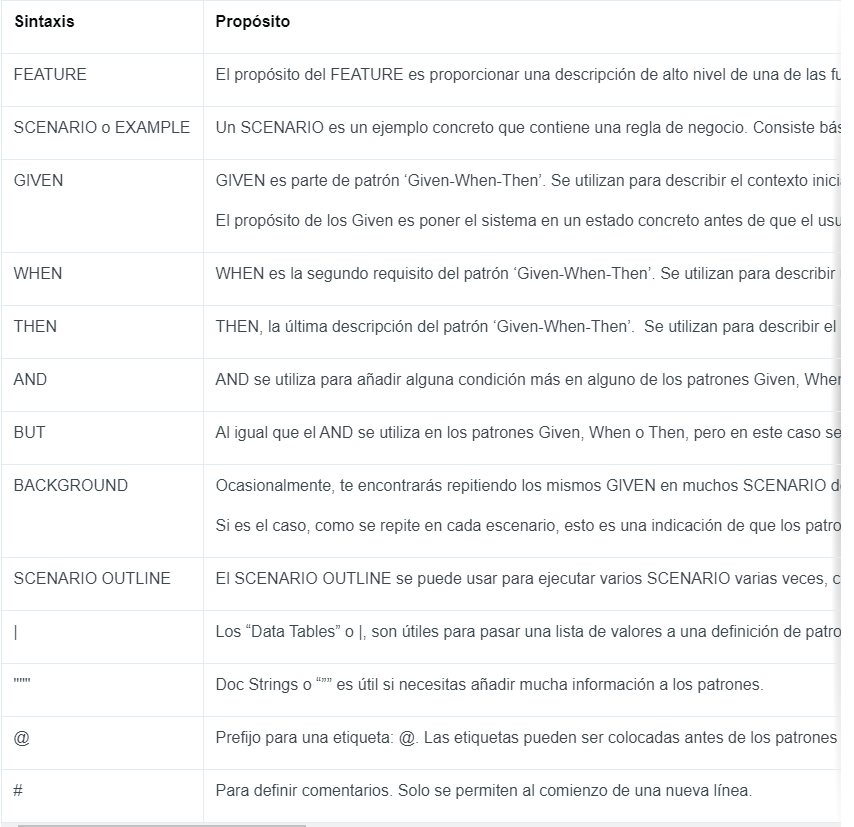 Sintaxis Propósito
FEATURE El propósito del FEATURE es proporcionar una descripción de alto nivel de una de las
SCENARIO o EXAMPLE Un SCENARIO es un ejemplo concreto que contiene una regla de negocio. Consiste
GIVEN GIVEN es parte de patrón ‘Given-When-Then’. Se utilizan para describir el contexto
El propósito de los Given es poner el sistema en un estado concreto antes de que el
WHEN WHEN es la segundo requisito del patrón ‘Given-When-Then’. Se utilizan para describir
THEN THEN, la última descripción del patrón ‘Given-When-Then’.  Se utilizan para describir el
AND AND se utiliza para añadir alguna condición más en alguno de los patrones Given,
BUT Al igual que el AND se utiliza en los patrones Given, When o Then, pero en este caso se
BACKGROUND Ocasionalmente, te encontrarás repitiendo los mismos GIVEN en muchos SCENARIO
Si es el caso, como se repite en cada escenario, esto es una indicación de que los
SCENARIO OUTLINE El SCENARIO OUTLINE se puede usar para ejecutar varios SCENARIO varias veces,
| Los “Data Tables” o |, son útiles para pasar una lista de valores a una definición de
""" Doc Strings o “”” es útil si necesitas añadir mucha información a los patrones.
@ Prefijo para una etiqueta: @. Las etiquetas pueden ser colocadas antes de los patrones
# Para definir comentarios. Solo se permiten al comienzo de una nueva línea.